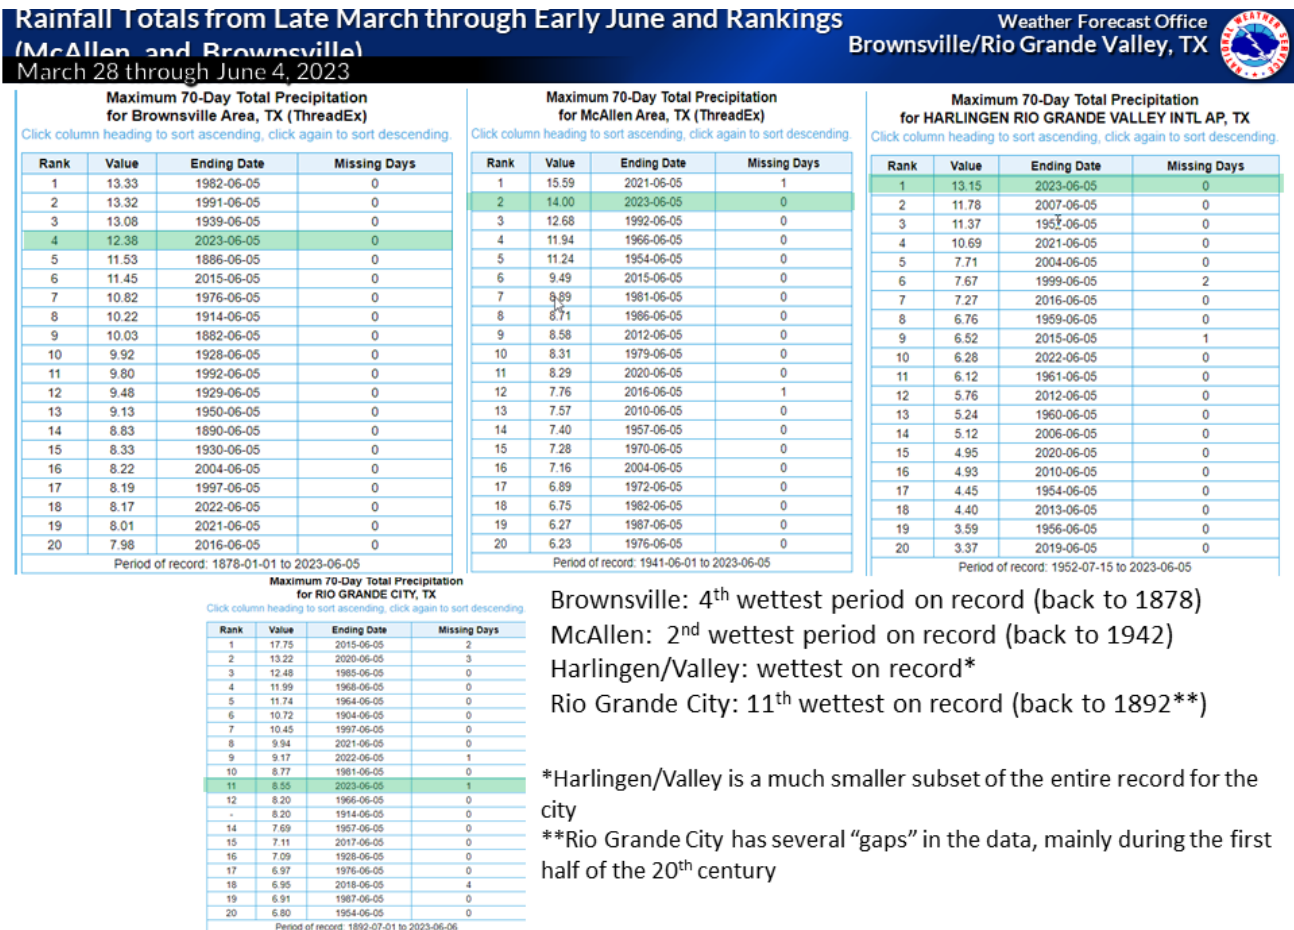 Rainfall Totals from Late March through Early June and Rankings
(McAllen, and Brownsville)
March 28 through June 4, 2023
Weather Forecast Office
Brownsville/Rio Grande Valley, TX
NATIONAL WEATHER SERVICE
Maximum 70-Day Total Precipitation
for Brownsville Area, TX (ThreadEx)
Click column heading to sort ascending, click again to sort descending.
Rank Value Ending Date Missing Days
1 13.33 1982-06-05 0
2 13.32 1991-06-05 0
3 13.08 1939-06-05 0
4 12.38 2023-06-05 0
5 11.53 1886-06-05 0
6 11.45 2015-06-05 0
7 10.82 1976-06-05 0
8 10.22 1914-06-05 0
9 10.03 1882-06-05 0
10 9.92 1928-06-05 0
11 9.80 1992-06-05 0
12 9.48 1929-06-05 0
13 9.13 1950-06-05 0
14 8.83 1890-06-05 0
15 8.33 1930-06-05 0
16 8.22 2004-06-05 0
17 8.19 1997-06-05 0
18 8.17 2022-06-05 0
19 8.01 2021-06-05 0
20 7.98 2016-06-05 0
Period of record: 1878-01-01 to 2023-06-05
Maximum 70-Day Total Precipitation
for McAllen Area, TX (ThreadEx)
Click column heading to sort ascending, click again to sort descending.
Rank Value Ending Date Missing Days
1 15.59 2021-06-05 1
2 14.00 2023-06-05 0
3 12.68 1992-06-05 0
4 11.94 1966-06-05 0
5 11.24 1954-06-05 0
6 9.49 2015-06-05 0
7 8.89 1981-06-05 0
8 8.71 1986-06-05 0
9 8.58 2012-06-05 0
10 8.31 1979-06-05 0
11 8.29 2020-06-05 0
12 7.76 2016-06-05 1
13 7.57 2010-06-05 0
14 7.40 1957-06-05 0
15 7.28 1970-06-05 0
16 7.16 2004-06-05 0
17 6.89 1972-06-05 0
18 6.75 1982-06-05 0
19 6.27 1987-06-05 0
20 6.23 1976-06-05 0
Period of record: 1941-06-01 to 2023-06-05
Maximum 70-Day Total Precipitation
for HARLINGEN RIO GRANDE VALLEY INTL AP, TX
Click column heading to sort ascending, click again to sort descending.
Rank Value Ending Date Missing Days
1 13.15 2023-06-05 0
2 11.78 2007-06-05 0
3 11.37 1957-06-05 0
4 10.69 2021-06-05 0
5 7.71 2004-06-05 0
6 7.67 1999-06-05 2
7 7.27 2016-06-05 0
8 6.76 1959-06-05 0
9 6.52 2015-06-05 1
10 6.28 2022-06-05 0
11 6.12 1961-06-05 0
12 5.76 2012-06-05 0
13 5.24 1960-06-05 0
14 5.12 2006-06-05 0
15 4.95 2020-06-05 0
16 4.93 2010-06-05 0
17 4.45 1954-06-05 0
18 4.40 2013-06-05 0
19 3.59 1956-06-05 0
20 3.37 2019-06-05 0
Period of record: 1952-07-15 to 2023-06-05
Maximum 70-Day Total Precipitation
for RIO GRANDE CITY, TX
Click column heading to sort ascending, click again to sort descending.
Rank Value Ending Date Missing Days
1 17.75 2015-06-05 2
2 13.22 2020-06-05 3
3 12.48 1985-06-05 0
4 11.99 1968-06-05 0
5 11.74 1964-06-05 0
6 10.72 1904-06-05 0
7 10.45 1997-06-05 0
8 9.94 2021-06-05 0
9 9.17 2022-06-05 1
10 8.77 1981-06-05 0
11 8.55 2023-06-05 1
12 8.20 1966-06-05 0
- 8.20 1914-06-05 0
14 7.69 1957-06-05 0
15 7.11 2017-06-05 0
16 7.09 1928-06-05 0
17 6.97 1976-06-05 0
18 6.95 2018-06-05 4
19 6.91 1987-06-05 0
20 6.80 1954-06-05 0
Period of record: 1892-07-01 to 2023-06-06
Brownsville: 4th wettest period on record (back to 1878)
McAllen: 2nd wettest period on record (back to 1942)
Harlingen/Valley: wettest on record*
Rio Grande City: 11th wettest on record (back to 1892**)
*Harlingen/Valley is a much smaller subset of the entire record for the
city
**Rio Grande City has several “gaps” in the data, mainly during the first
half of the 20th century